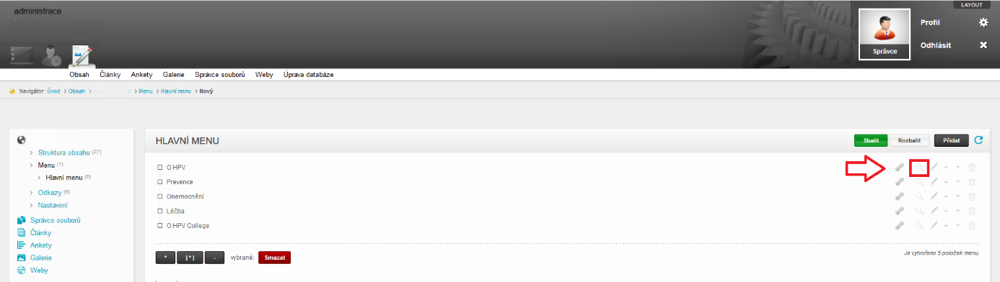 administrace
LAYOUT
Profil
Odhlásit
Správce
Obsah Články Ankety Galerie Správce souborů Weby Úprava databáze
Navigátor: Úvod > Obsah > > Menu > Hlavní menu > Nový
HLAVNÍ MENU
Sbalit Rozbalit Přidat
Struktura obsahu (27)
Menu (1)
Hlavní menu (5)
Odkazy (5)
Nastavení
Správce souborů
Články
Ankety
Galerie
Weby
O HPV
Prevence
Onemocnění
Léčba
O HPV College
* |*| - vybrané: Smazat
Je vytvořeno 5 položek menu.